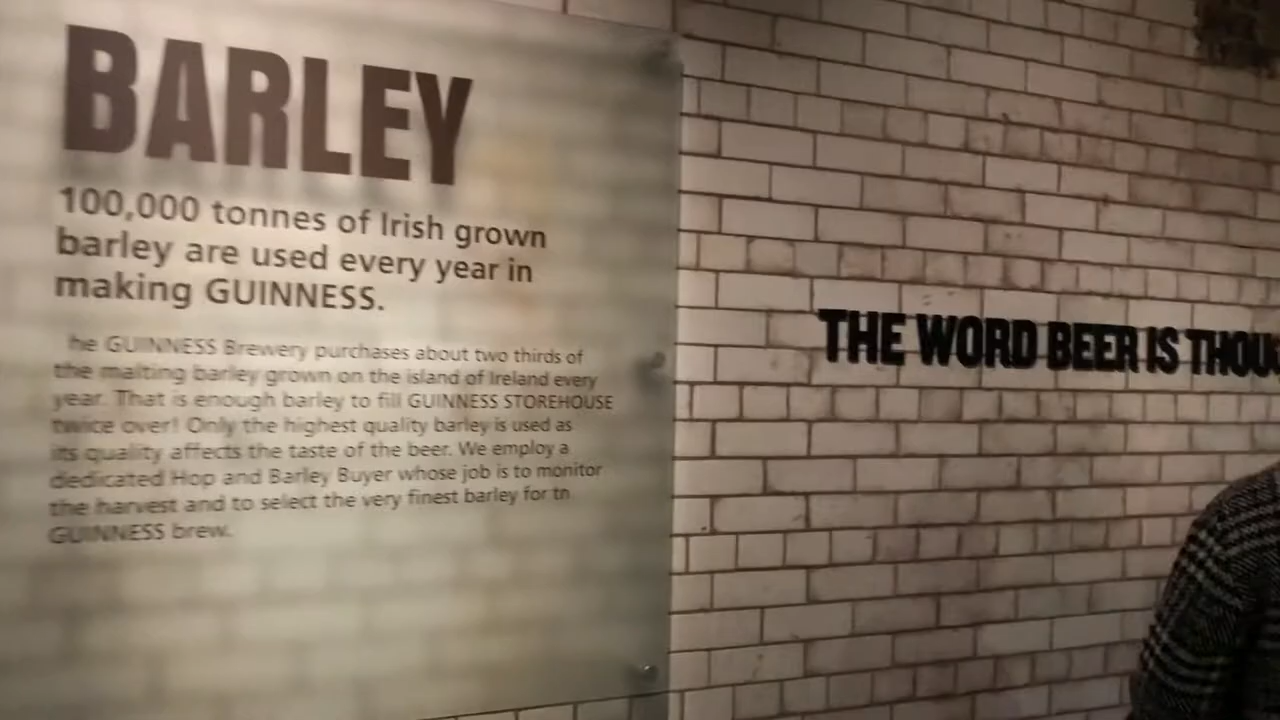 BARLEY
100,000 tonnes of Irish grown
barley are used every year in
making GUINNESS.
he GUINNESS Brewery purchases about two thirds of
the malting barley grown on the island of Ireland every
year. That is enough barley to fill GUINNESS STOREHOUSE
twice over! Only the highest quality barley is used as
its quality affects the taste of the beer. We employ a
dedicated Hop and Barley Buyer whose job is to monitor
the harvest and to select the very finest barley for th
GUINNESS brew.
THE WORD BEER IS THOU